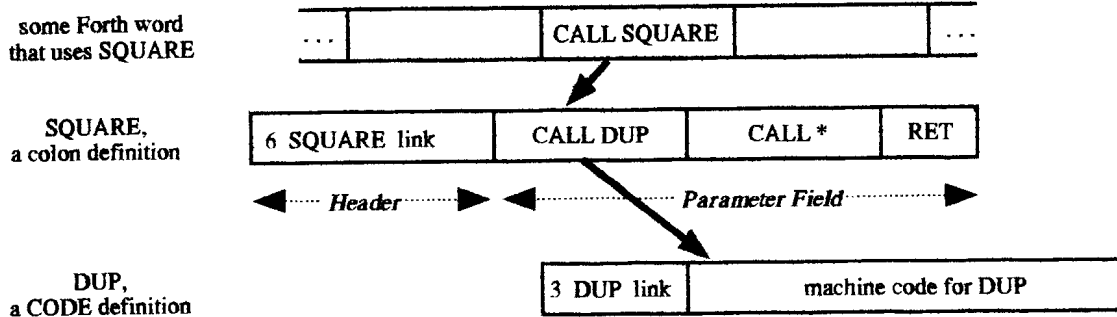 some Forth word
that uses SQUARE
... CALL SQUARE ...
SQUARE,
a colon definition
6 SQUARE link CALL DUP CALL * RET
Header Parameter Field
DUP,
a CODE definition
3 DUP link machine code for DUP